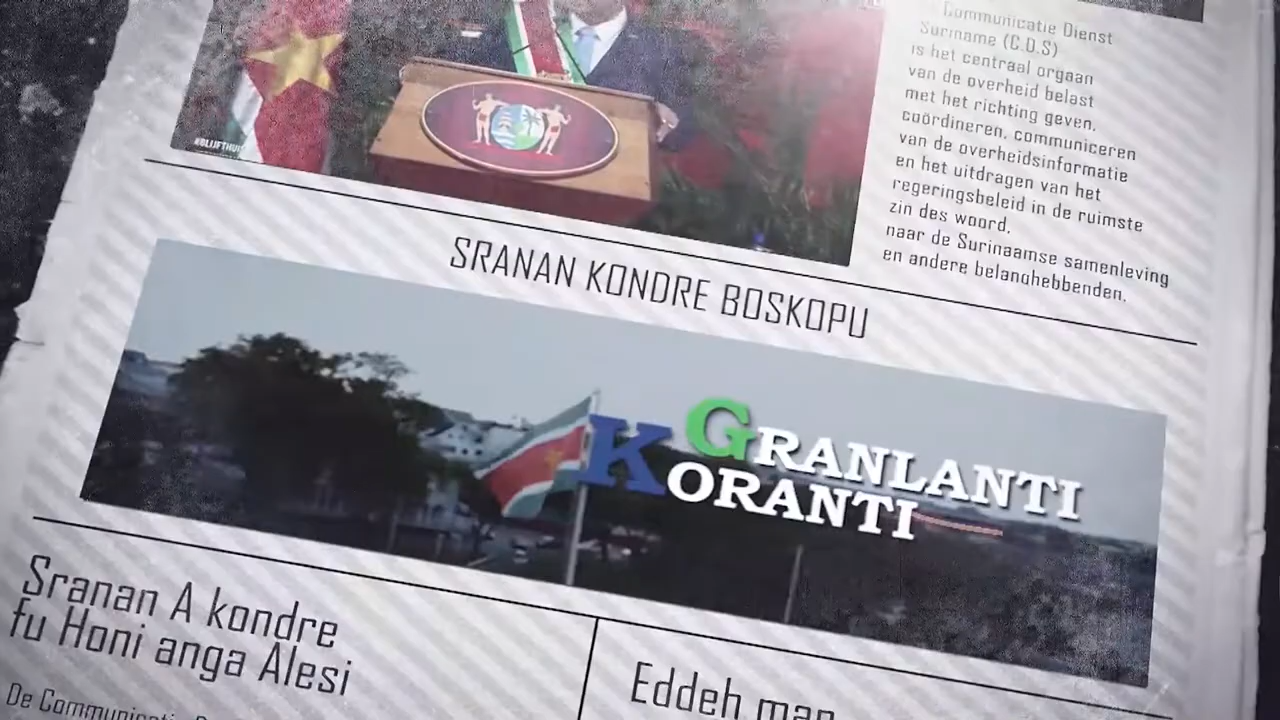 Communicatie Dienst
Suriname (C.D.S)
is het centraal orgaan
van de overheid belast
met het richting geven,
coördineren, communiceren
van de overheidsinformatie
en het uitdragen van het
regeringsbeleid in de ruimste
zin des woord,
naar de Surinaamse samenleving
en andere belanghebbenden.
SRANAN KONDRE BOSKOPU
GRANLANTI
KORANTI
Sranan A kondre
fu Honi anga Alesi
Eddeh man
De